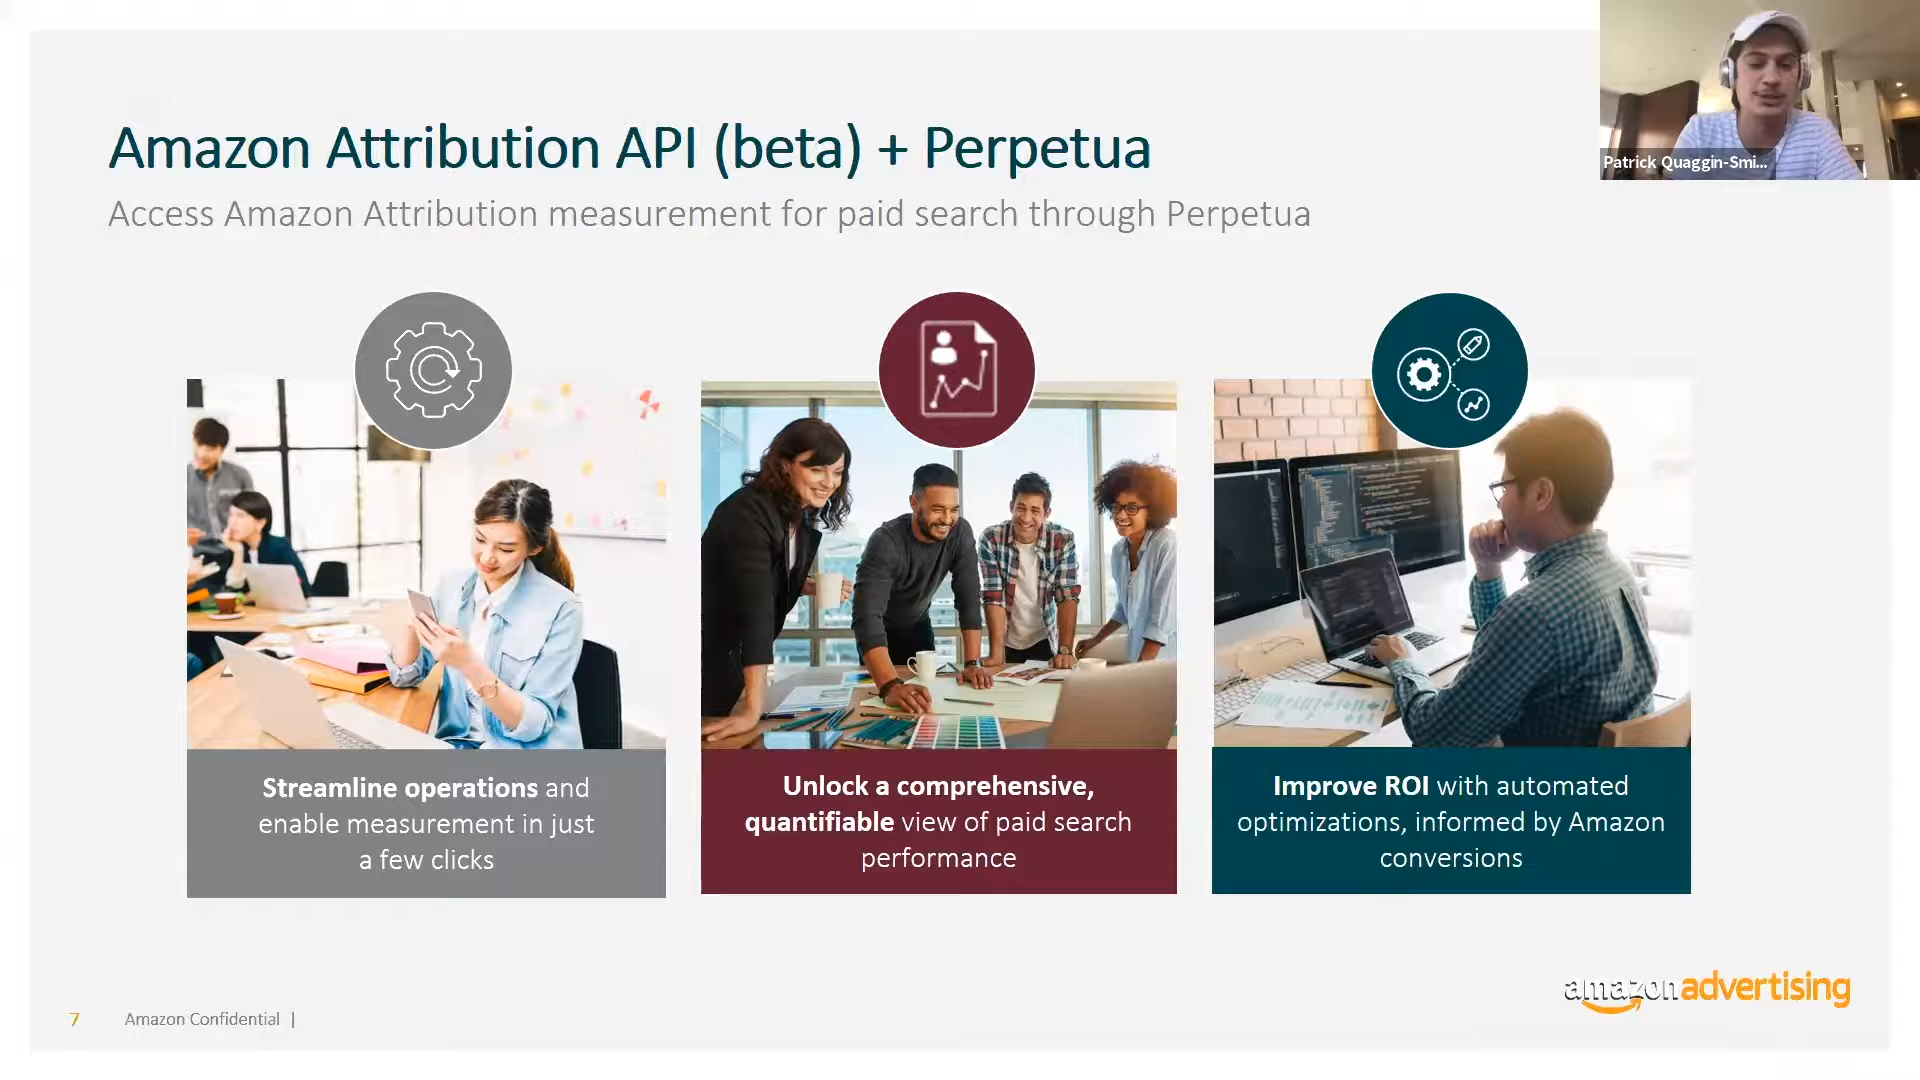 Amazon Attribution API (beta) + Perpetua
Access Amazon Attribution measurement for paid search through Perpetua
Patrick Quaggin-Smi...
Streamline operations and
enable measurement in just
a few clicks
Unlock a comprehensive,
quantifiable view of paid search
performance
Improve ROI with automated
optimizations, informed by Amazon
conversions
amazonadvertising
7 Amazon Confidential |